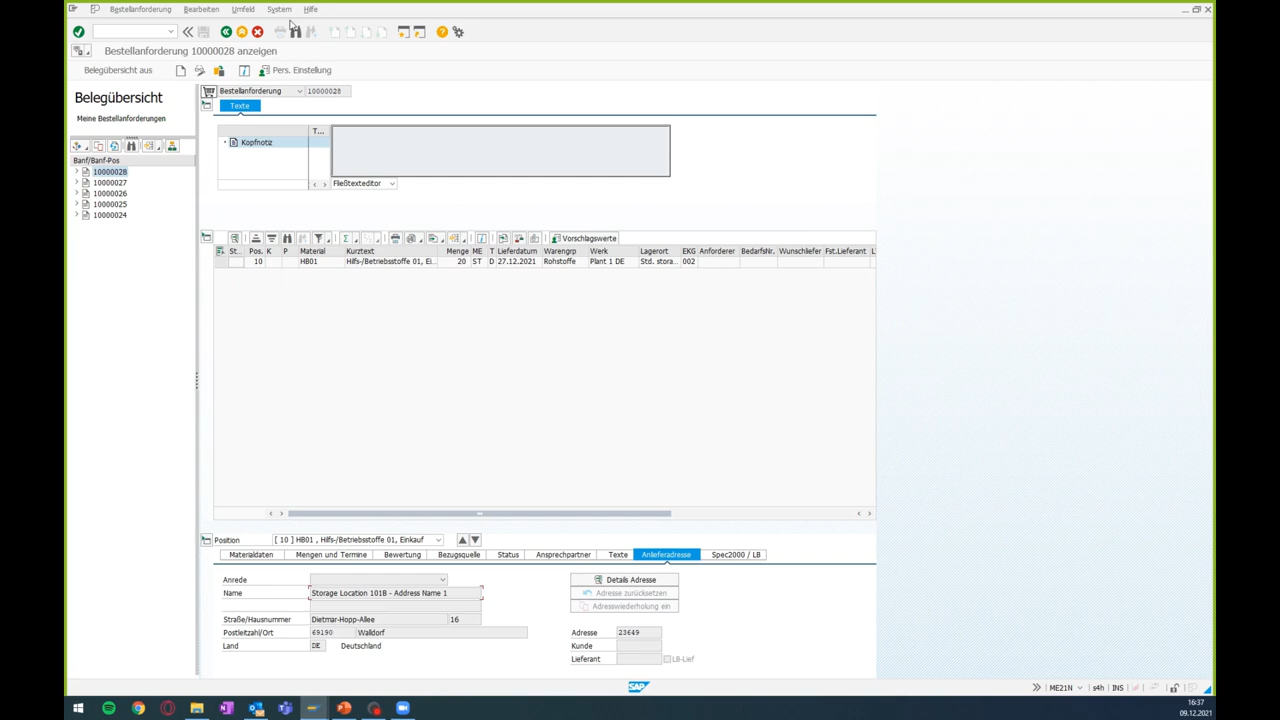 Bestellanforderung Bearbeiten Umfeld System Hilfe
Bestellanforderung 10000028 anzeigen
Belegübersicht aus Pers. Einstellung
Belegübersicht
Meine Bestellanforderungen
Banf/Banf-Pos
10000028
10000027
10000026
10000025
10000024
Bestellanforderung 10000028
Texte
T...
Kopfnotiz
Fließtexteditor
Vorschlagswerte
St... Pos. K P Material Kurztext Menge ME T Lieferdatum Warengrp Werk Lagerort EKG Anforderer BedarfsNr. Wunschliefer Fst.Lieferant L
10 HB01 Hilfs-/Betriebsstoffe 01, Ei... 20 ST D 27.12.2021 Rohstoffe Plant 1 DE Std. stora... 002
Position [ 10 ] HB01 , Hilfs-/Betriebsstoffe 01, Einkauf
Materialdaten Mengen und Termine Bewertung Bezugsquelle Status Ansprechpartner Texte Anlieferadresse Spec2000 / LB
Anrede Details Adresse
Name Storage Location 101B - Address Name 1 Adresse zurücksetzen
Adresswiederholung ein
Straße/Hausnummer Dietmar-Hopp-Allee 16
Postleitzahl/Ort 69190 Walldorf Adresse 23649
Land DE Deutschland Kunde
Lieferant LB-Lief
SAP ME21N s4h INS
16:37
09.12.2021